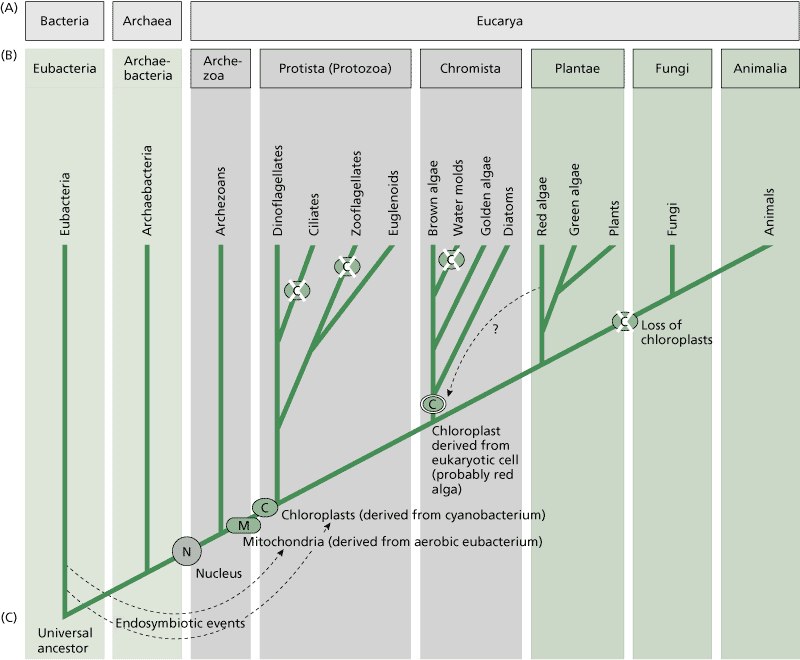 (A)
Bacteria
Archaea
Eucarya
(B)
Eubacteria
Archae-
bacteria
Arche-
zoa
Protista (Protozoa)
Chromista
Plantae
Fungi
Animalia
Eubacteria
Archaebacteria
Archezoans
Dinoflagellates
Ciliates
Zooflagellates
Euglenoids
Brown algae
Water molds
Golden algae
Diatoms
Red algae
Green algae
Plants
Fungi
Animals
C
C
C
?
C
Loss of
chloroplasts
C
Chloroplast
derived from
eukaryotic cell
(probably red
alga)
C
Chloroplasts (derived from cyanobacterium)
M
Mitochondria (derived from aerobic eubacterium)
N
Nucleus
(C)
Endosymbiotic events
Universal
ancestor